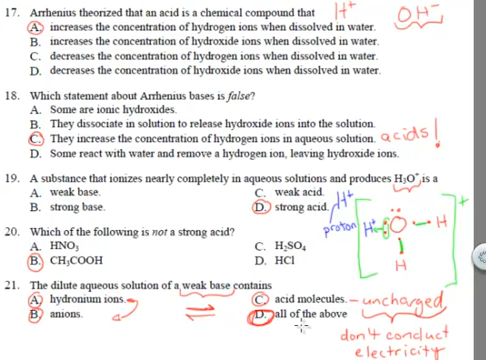 17. Arrhenius theorized that an acid is a chemical compound that H⁺ OH⁻
A. increases the concentration of hydrogen ions when dissolved in water.
B. increases the concentration of hydroxide ions when dissolved in water.
C. decreases the concentration of hydrogen ions when dissolved in water.
D. decreases the concentration of hydroxide ions when dissolved in water.
18. Which statement about Arrhenius bases is false?
A. Some are ionic hydroxides.
B. They dissociate in solution to release hydroxide ions into the solution.
C. They increase the concentration of hydrogen ions in aqueous solution. acids!
D. Some react with water and remove a hydrogen ion, leaving hydroxide ions.
19. A substance that ionizes nearly completely in aqueous solutions and produces H₃O⁺ is a
A. weak base. C. weak acid.
B. strong base. D. strong acid.
H⁺
proton H⁺ O H +
H
20. Which of the following is not a strong acid?
A. HNO₃ C. H₂SO₄
B. CH₃COOH D. HCl
21. The dilute aqueous solution of a weak base contains
A. hydronium ions. C. acid molecules. – uncharged
B. anions. ⇌ D. all of the above
don't conduct
electricity